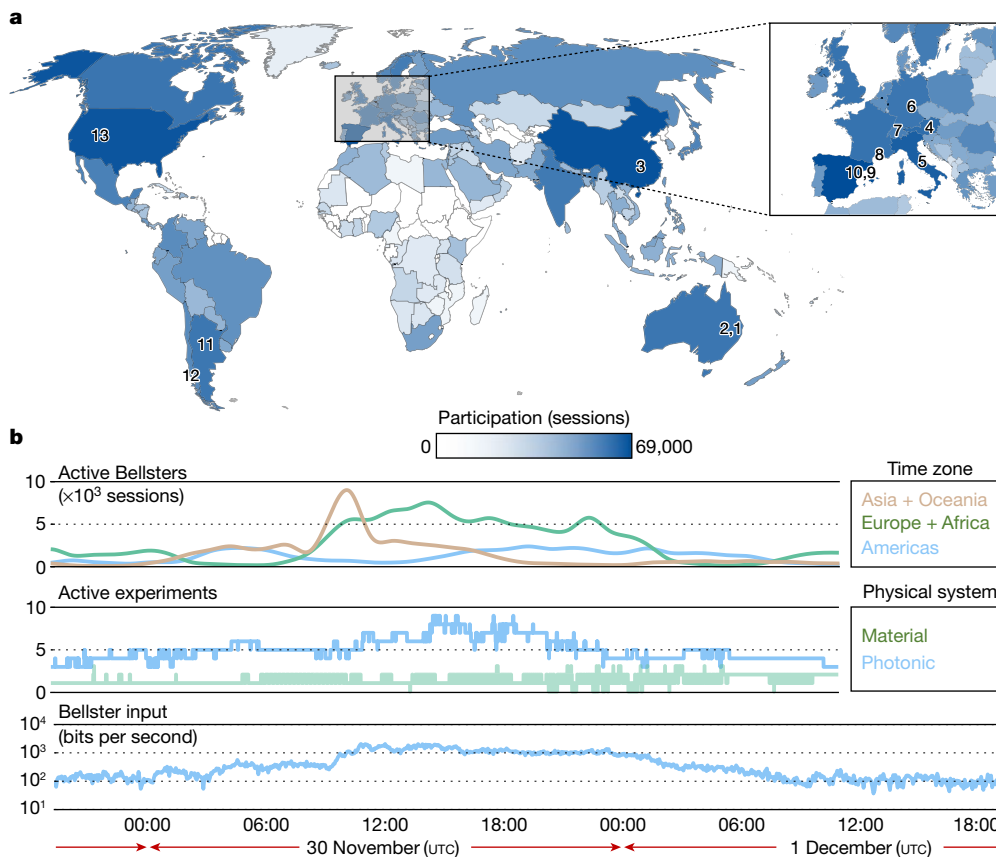 a
13
3
2,1
11
12
6
7
4
8
5
10,9
Participation (sessions)
0
69,000
b
Active Bellsters
(×10³ sessions)
10
5
0
Time zone
Asia + Oceania
Europe + Africa
Americas
Active experiments
10
5
0
Physical system
Material
Photonic
Bellster input
(bits per second)
10⁴
10³
10²
10¹
00:00 06:00 12:00 18:00 00:00 06:00 12:00 18:00
30 November (UTC) 1 December (UTC)